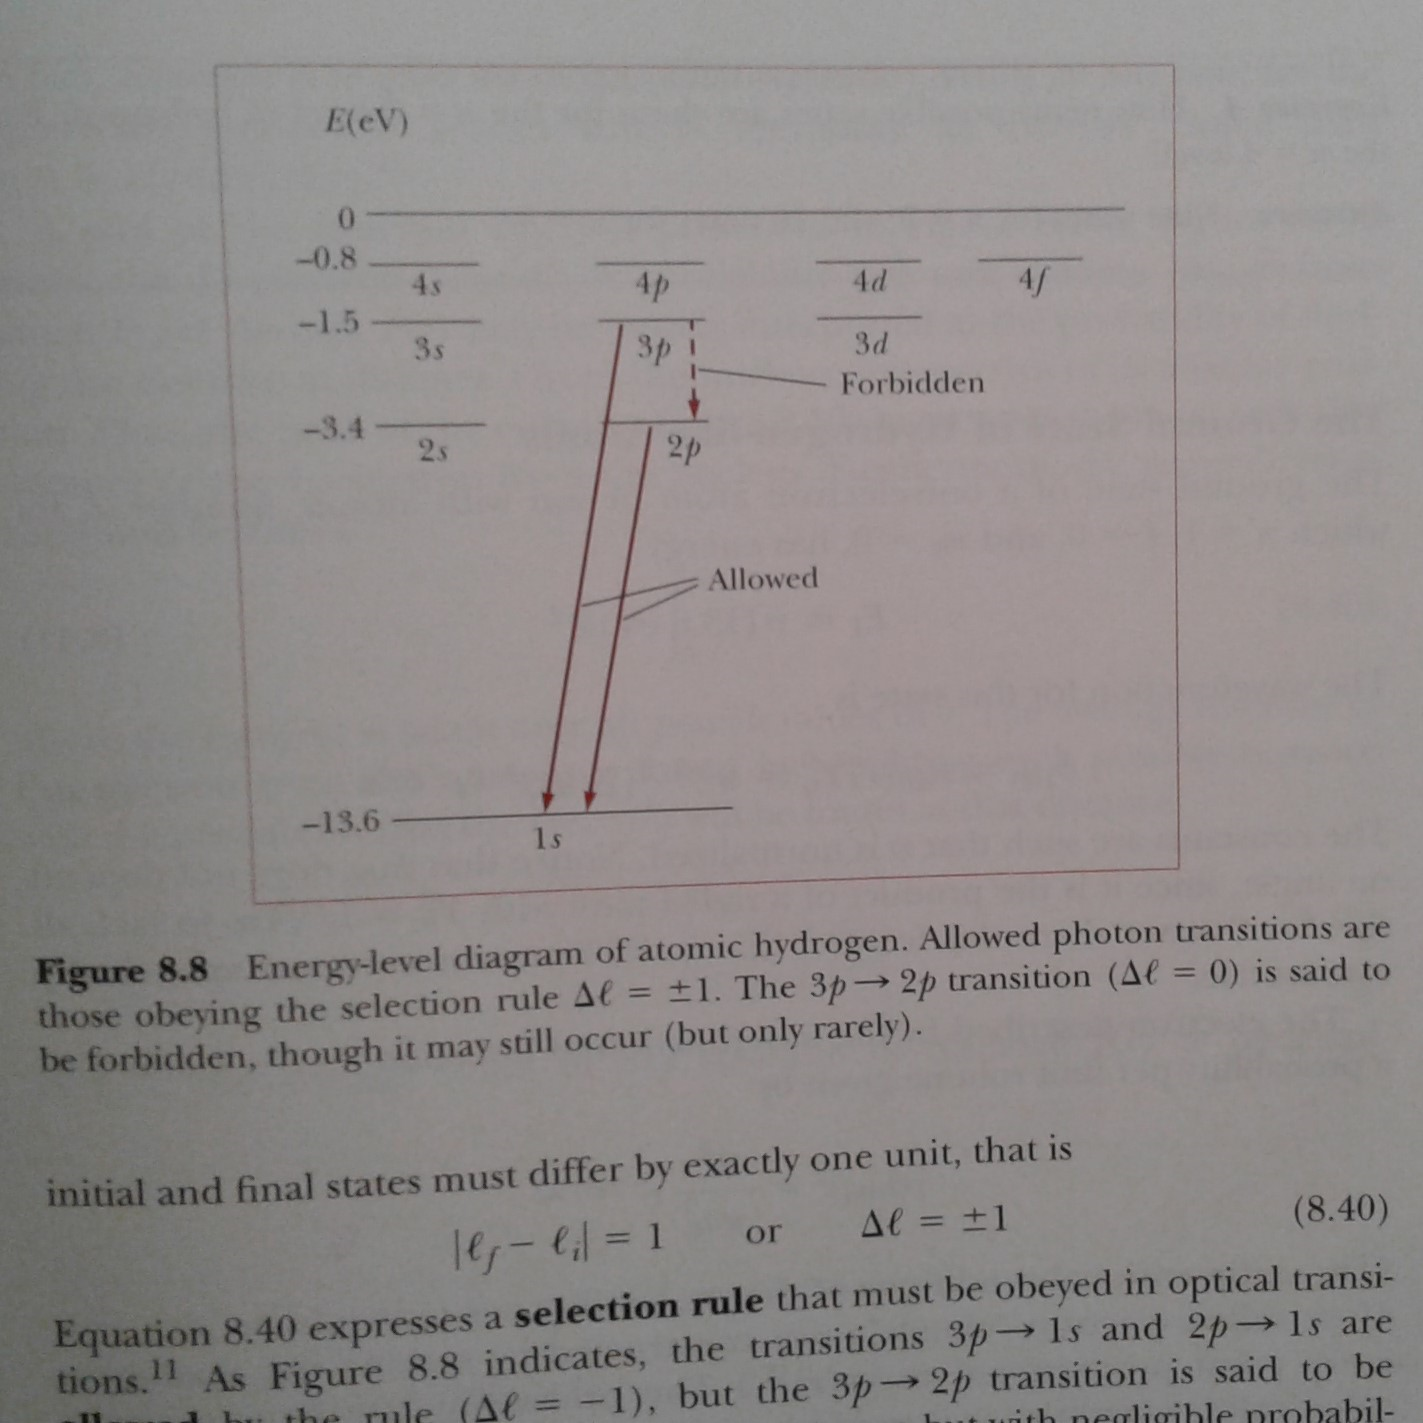 E(eV)
0
−0.8
4s 4p 4d 4f
−1.5
3s 3p 3d
Forbidden
−3.4
2s 2p
Allowed
−13.6
1s
Figure 8.8 Energy-level diagram of atomic hydrogen. Allowed photon transitions are
those obeying the selection rule Δℓ = ±1. The 3p → 2p transition (Δℓ = 0) is said to
be forbidden, though it may still occur (but only rarely).
initial and final states must differ by exactly one unit, that is
|ℓf − ℓi| = 1 or Δℓ = ±1 (8.40)
Equation 8.40 expresses a selection rule that must be obeyed in optical transi-
tions.11 As Figure 8.8 indicates, the transitions 3p → 1s and 2p → 1s are
allowed by the rule (Δℓ = −1), but the 3p → 2p transition is said to be
but with negligible probabil-